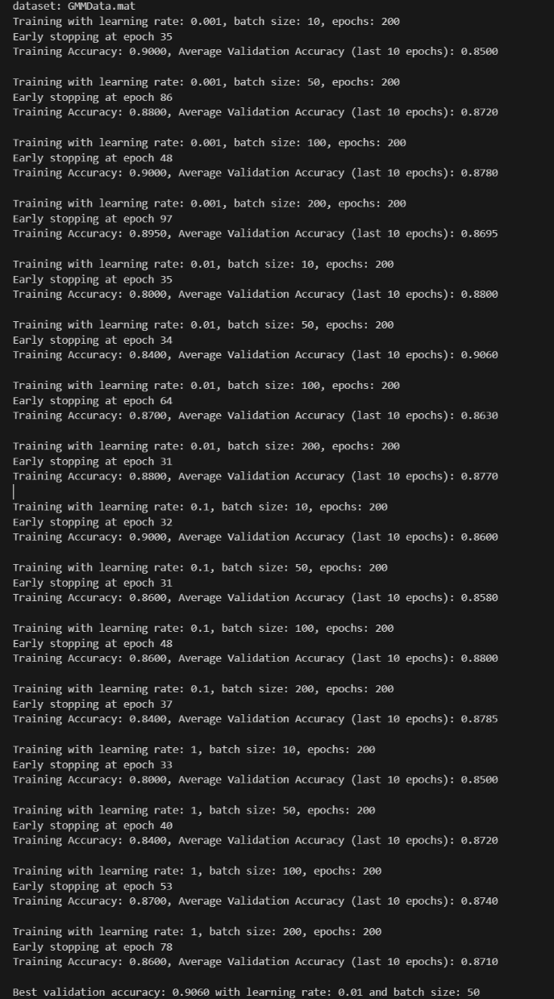 dataset: GMMData.mat
Training with learning rate: 0.001, batch size: 10, epochs: 200
Early stopping at epoch 35
Training Accuracy: 0.9000, Average Validation Accuracy (last 10 epochs): 0.8500
Training with learning rate: 0.001, batch size: 50, epochs: 200
Early stopping at epoch 86
Training Accuracy: 0.8800, Average Validation Accuracy (last 10 epochs): 0.8720
Training with learning rate: 0.001, batch size: 100, epochs: 200
Early stopping at epoch 48
Training Accuracy: 0.9000, Average Validation Accuracy (last 10 epochs): 0.8780
Training with learning rate: 0.001, batch size: 200, epochs: 200
Early stopping at epoch 97
Training Accuracy: 0.8950, Average Validation Accuracy (last 10 epochs): 0.8695
Training with learning rate: 0.01, batch size: 10, epochs: 200
Early stopping at epoch 35
Training Accuracy: 0.8000, Average Validation Accuracy (last 10 epochs): 0.8800
Training with learning rate: 0.01, batch size: 50, epochs: 200
Early stopping at epoch 34
Training Accuracy: 0.8400, Average Validation Accuracy (last 10 epochs): 0.9060
Training with learning rate: 0.01, batch size: 100, epochs: 200
Early stopping at epoch 64
Training Accuracy: 0.8700, Average Validation Accuracy (last 10 epochs): 0.8630
Training with learning rate: 0.01, batch size: 200, epochs: 200
Early stopping at epoch 31
Training Accuracy: 0.8800, Average Validation Accuracy (last 10 epochs): 0.8770
Training with learning rate: 0.1, batch size: 10, epochs: 200
Early stopping at epoch 32
Training Accuracy: 0.9000, Average Validation Accuracy (last 10 epochs): 0.8600
Training with learning rate: 0.1, batch size: 50, epochs: 200
Early stopping at epoch 31
Training Accuracy: 0.8600, Average Validation Accuracy (last 10 epochs): 0.8580
Training with learning rate: 0.1, batch size: 100, epochs: 200
Early stopping at epoch 48
Training Accuracy: 0.8600, Average Validation Accuracy (last 10 epochs): 0.8800
Training with learning rate: 0.1, batch size: 200, epochs: 200
Early stopping at epoch 37
Training Accuracy: 0.8400, Average Validation Accuracy (last 10 epochs): 0.8785
Training with learning rate: 1, batch size: 10, epochs: 200
Early stopping at epoch 33
Training Accuracy: 0.8000, Average Validation Accuracy (last 10 epochs): 0.8500
Training with learning rate: 1, batch size: 50, epochs: 200
Early stopping at epoch 40
Training Accuracy: 0.8400, Average Validation Accuracy (last 10 epochs): 0.8720
Training with learning rate: 1, batch size: 100, epochs: 200
Early stopping at epoch 53
Training Accuracy: 0.8700, Average Validation Accuracy (last 10 epochs): 0.8740
Training with learning rate: 1, batch size: 200, epochs: 200
Early stopping at epoch 78
Training Accuracy: 0.8600, Average Validation Accuracy (last 10 epochs): 0.8710
Best validation accuracy: 0.9060 with learning rate: 0.01 and batch size: 50